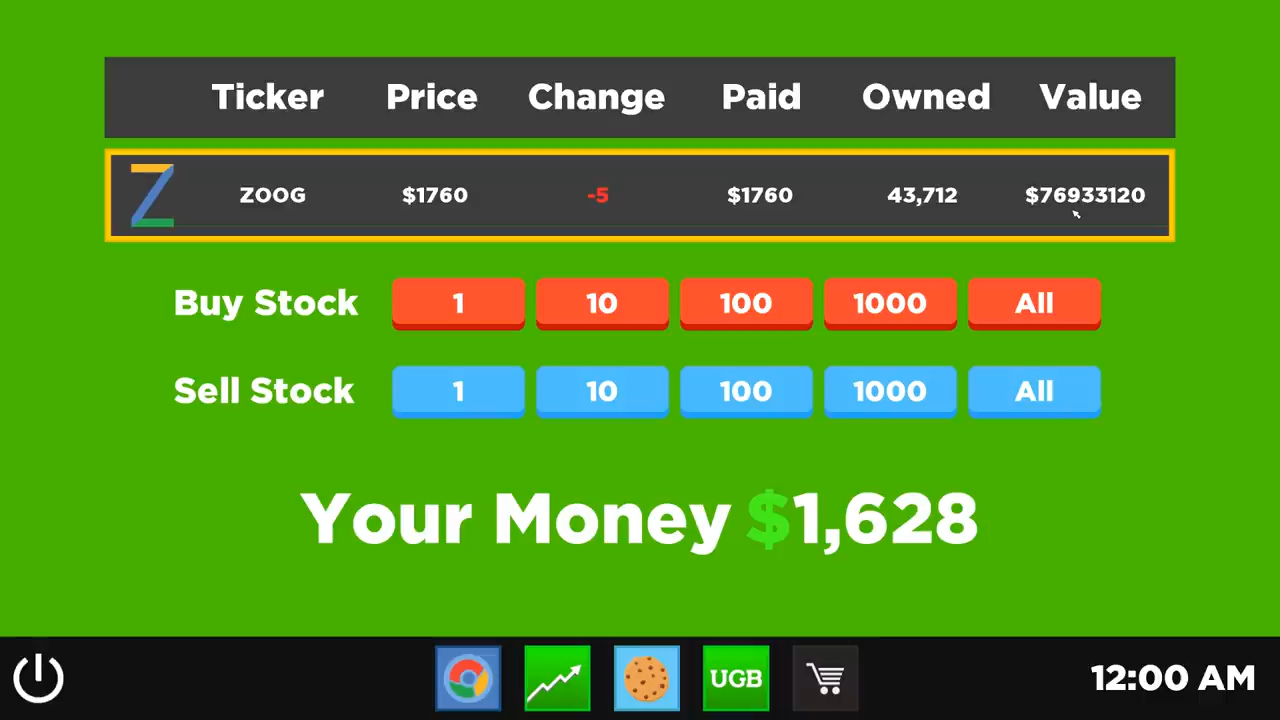 Ticker Price Change Paid Owned Value
ZOOG $1760 -5 $1760 43,712 $76933120
Buy Stock 1 10 100 1000 All
Sell Stock 1 10 100 1000 All
Your Money $1,628
UGB 12:00 AM